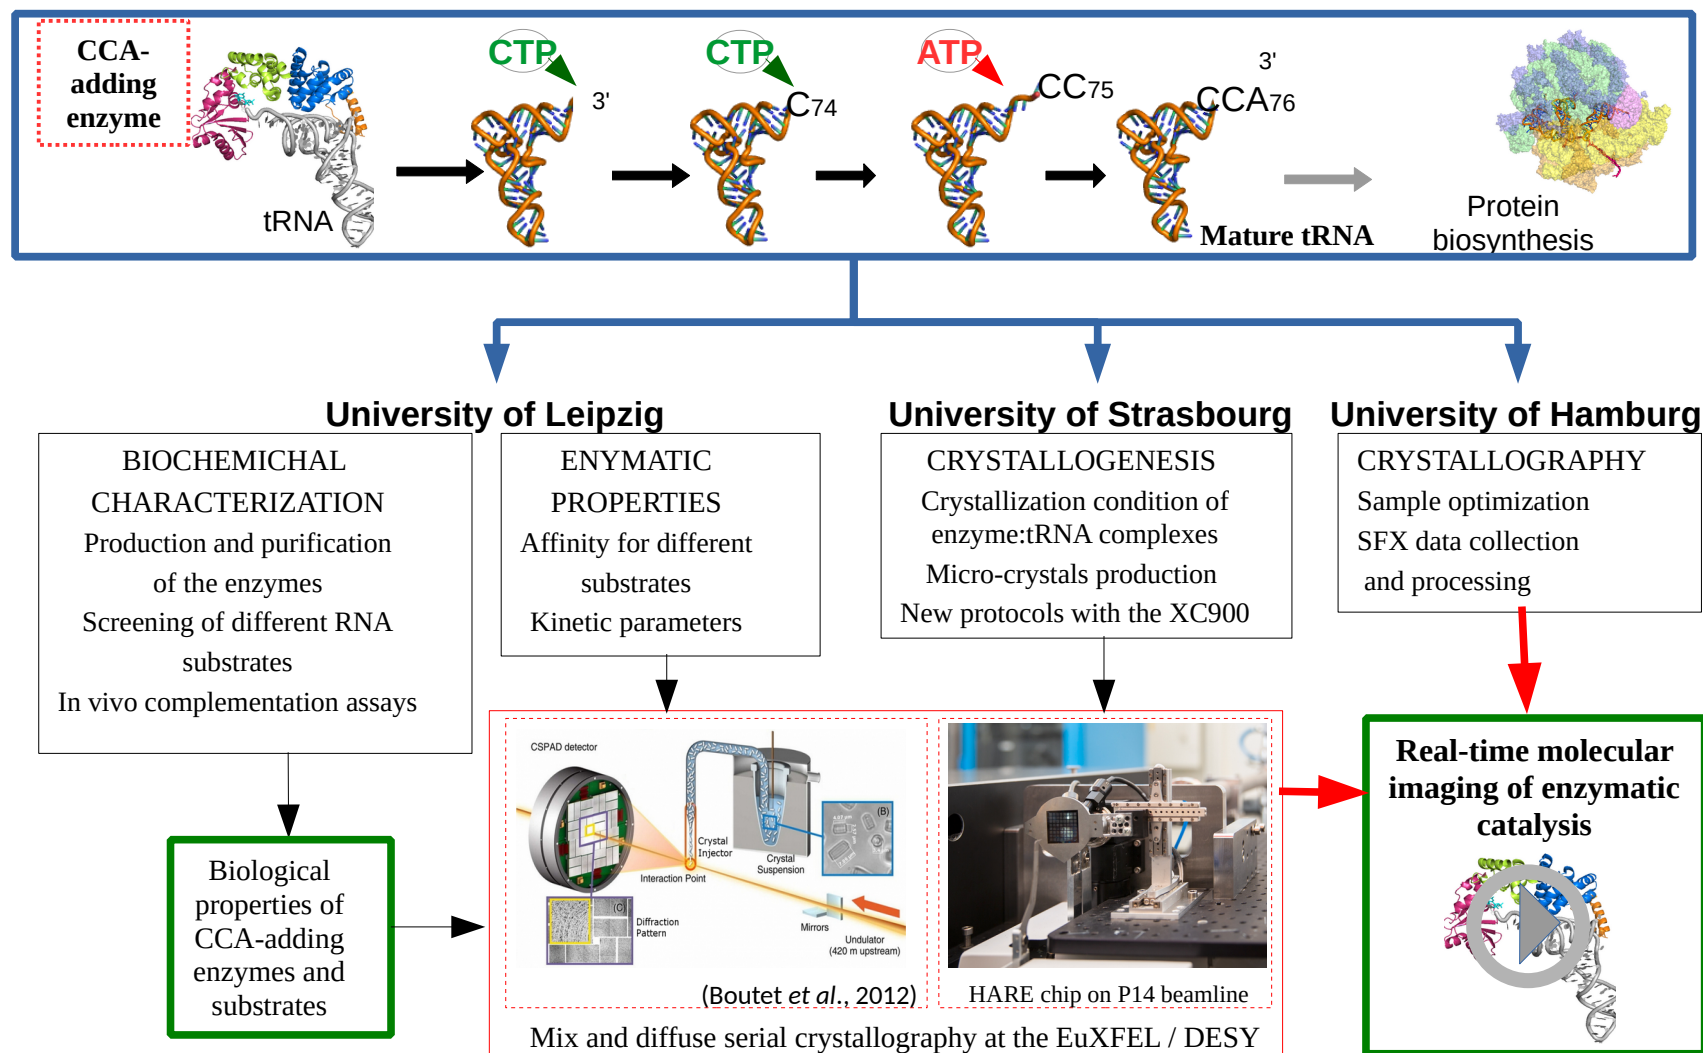 CCA-
adding
enzyme
tRNA
CTP
3'
CTP
C74
ATP
CC75
3'
CCA76
Mature tRNA
Protein
biosynthesis
University of Leipzig
BIOCHEMICHAL
CHARACTERIZATION
Production and purification
of the enzymes
Screening of different RNA
substrates
In vivo complementation assays
ENYMATIC
PROPERTIES
Affinity for different
substrates
Kinetic parameters
University of Strasbourg
CRYSTALLOGENESIS
Crystallization condition of
enzyme:tRNA complexes
Micro-crystals production
New protocols with the XC900
University of Hamburg
CRYSTALLOGRAPHY
Sample optimization
SFX data collection
and processing
Biological
properties of
CCA-adding
enzymes and
substrates
CSPAD detector
Crystal
Injector
Interaction Point
Crystal
Suspension
(B)
(C)
Diffraction
Pattern
Mirrors
Undulator
(420 m upstream)
(Boutet et al., 2012)
HARE chip on P14 beamline
Mix and diffuse serial crystallography at the EuXFEL / DESY
Real-time molecular
imaging of enzymatic
catalysis